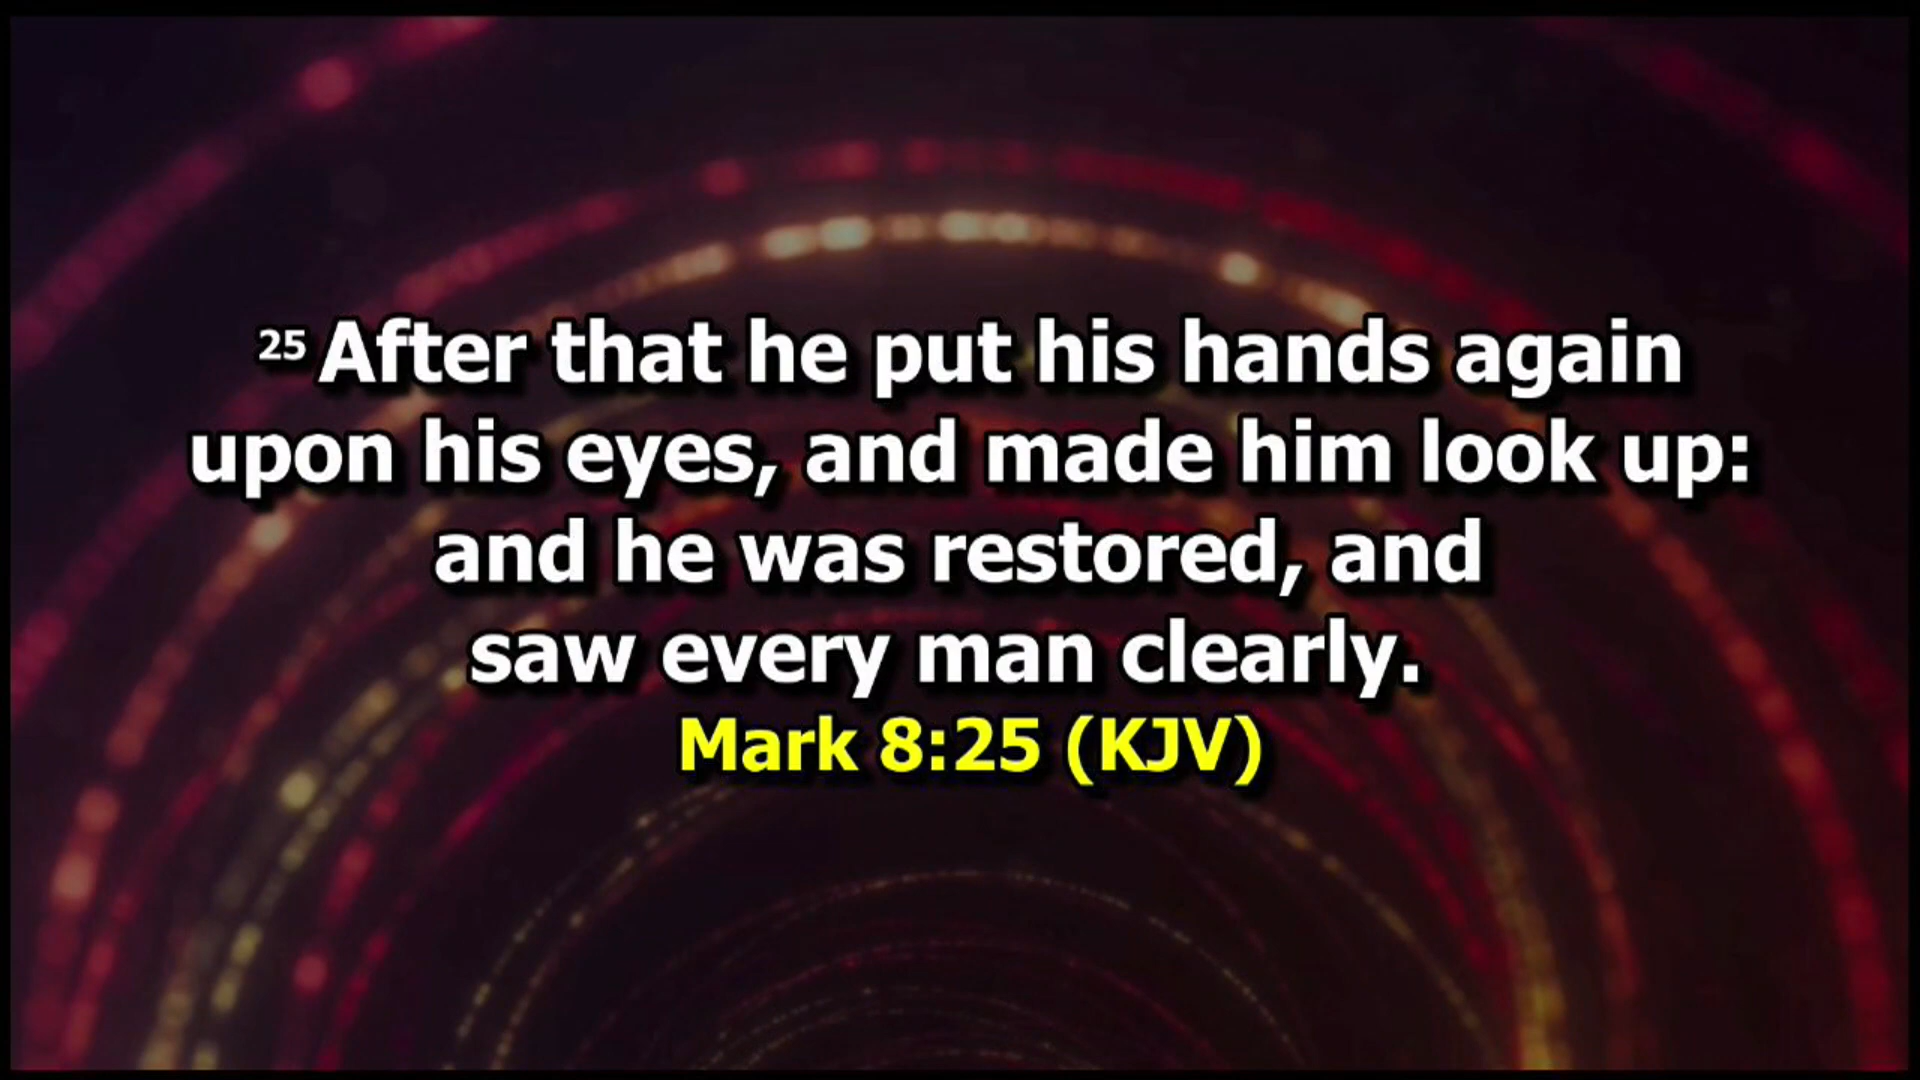 25 After that he put his hands again
upon his eyes, and made him look up:
and he was restored, and
saw every man clearly.
Mark 8:25 (KJV)